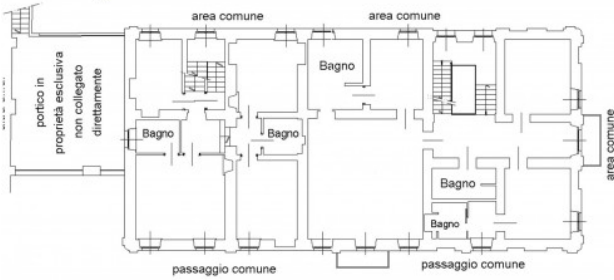 area comune
area comune
portico in
proprietà esclusiva
non collegato
direttamente
Bagno
Bagno
Bagno
area comune
Bagno
Bagno
passaggio comune
passaggio comune